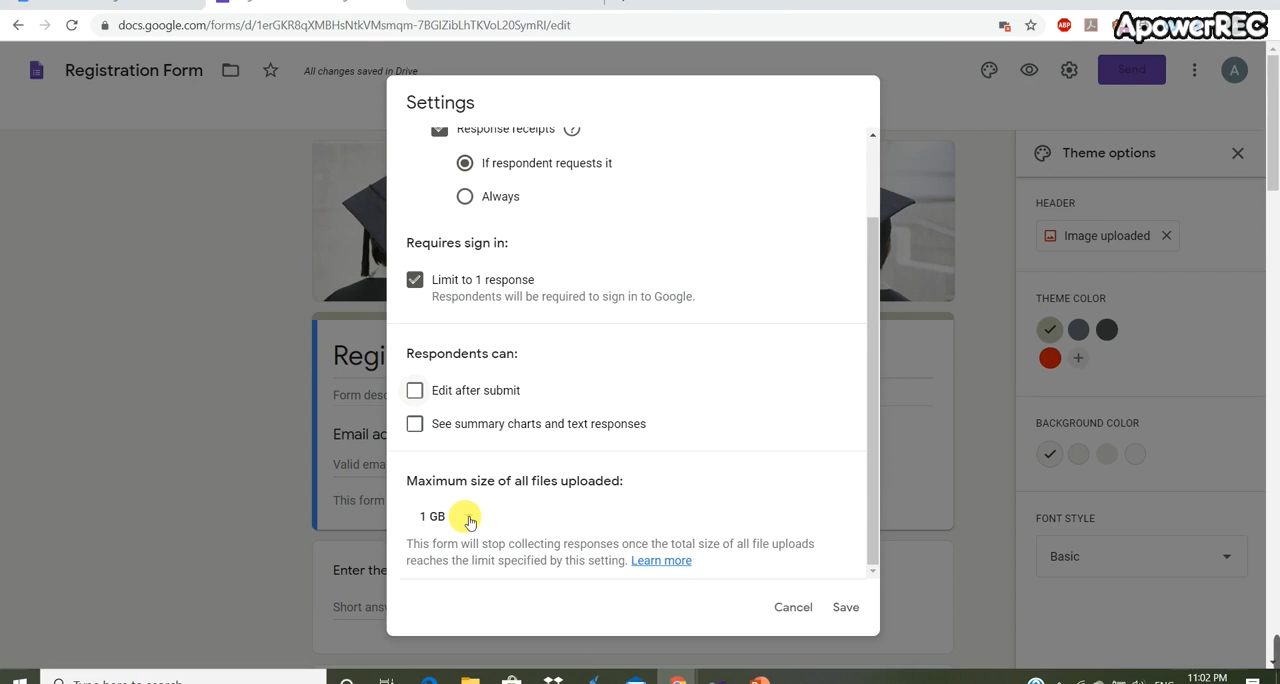 docs.google.com/forms/d/1erGKR8qXMBHsNtkVMsmqm-7BGIZibLhTKVoL20SymRI/edit
ABP
ApowerREC
Registration Form
All changes saved in Drive
Send
A
Settings
Response receipts ?
If respondent requests it
Always
Requires sign in:
Limit to 1 response
Respondents will be required to sign in to Google.
Respondents can:
Edit after submit
See summary charts and text responses
Maximum size of all files uploaded:
1 GB
This form will stop collecting responses once the total size of all file uploads
reaches the limit specified by this setting. Learn more
Cancel
Save
Regi
Form desc
Email ad
Valid ema
This form
Enter the
Short answ
Theme options
HEADER
Image uploaded
THEME COLOR
BACKGROUND COLOR
FONT STYLE
Basic
11:02 PM